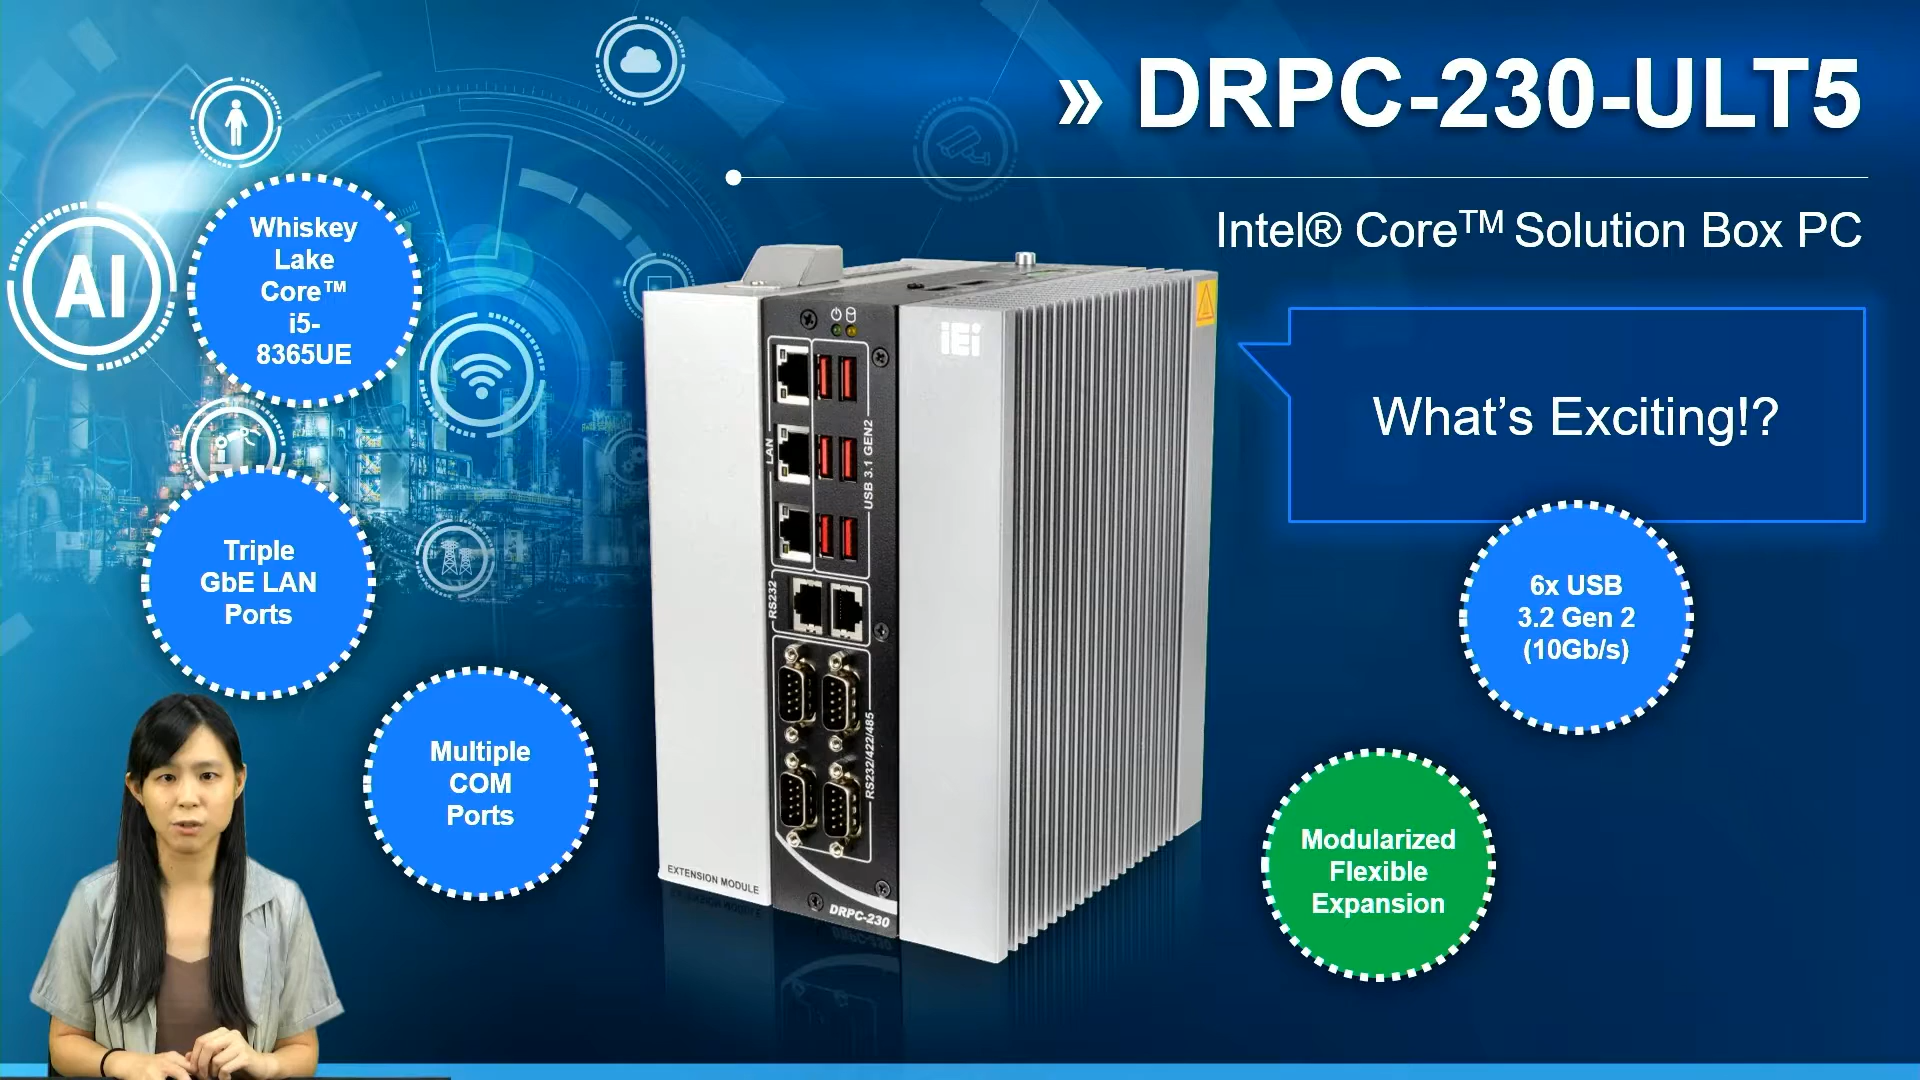 » DRPC-230-ULT5
Intel® Core™ Solution Box PC
What’s Exciting!?
AI
Whiskey
Lake
Core™
i5-
8365UE
Triple
GbE LAN
Ports
Multiple
COM
Ports
6x USB
3.2 Gen 2
(10Gb/s)
Modularized
Flexible
Expansion
iEi
LAN
USB 3.1 GEN2
RS232
RS232/422/485
EXTENSION MODULE
DRPC-230